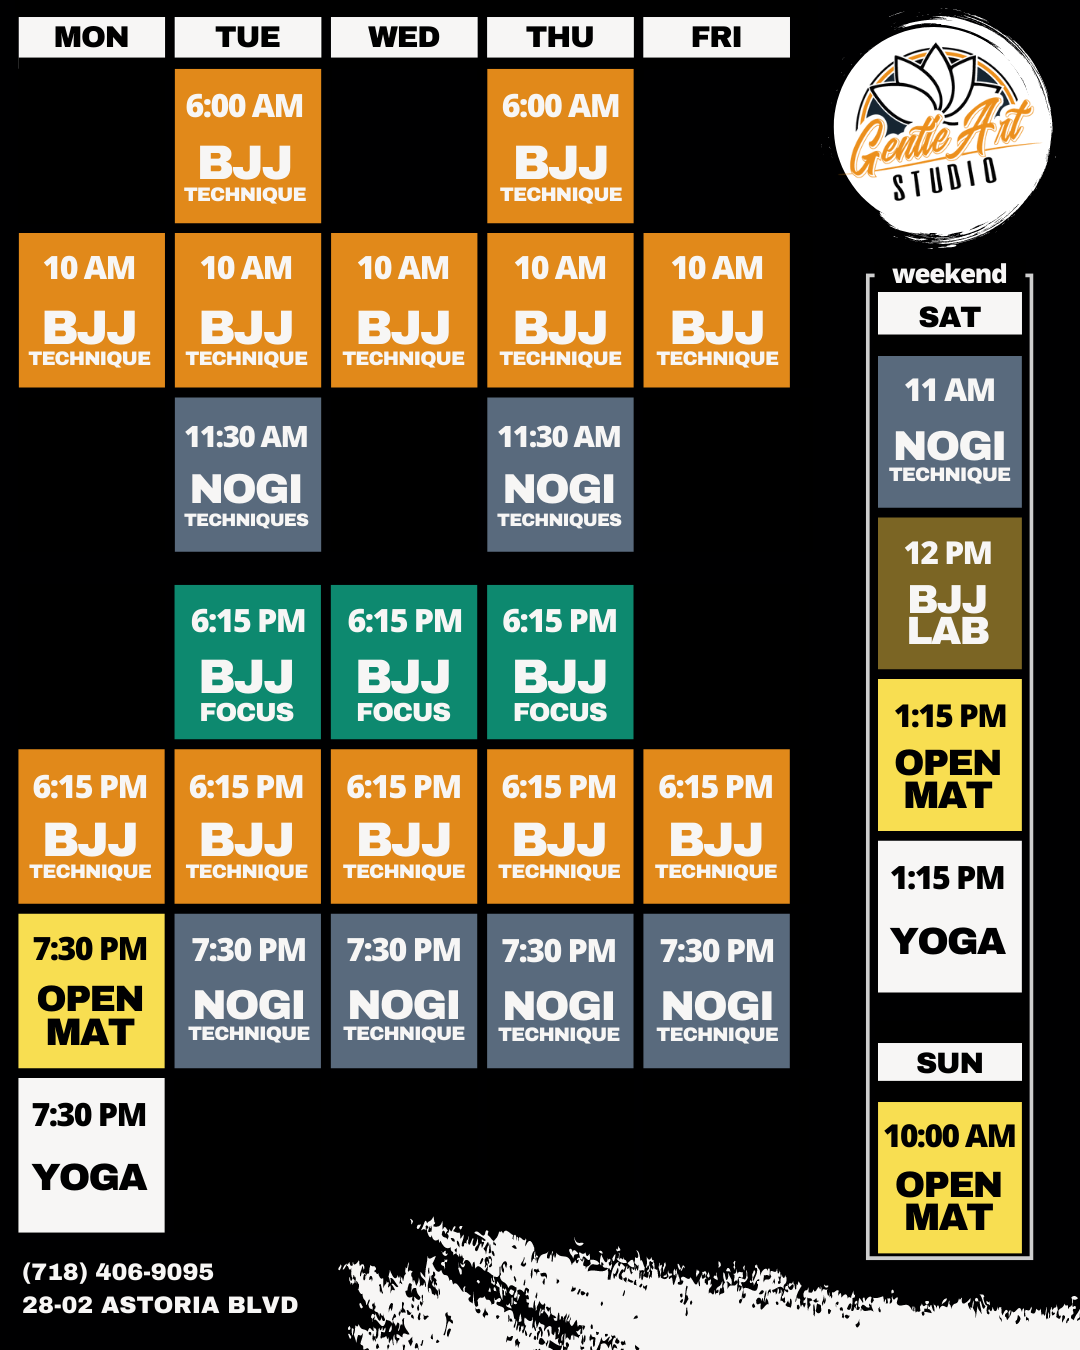 MON TUE WED THU FRI
Gentle Art
STUDIO
6:00 AM 6:00 AM
BJJ BJJ
TECHNIQUE TECHNIQUE
10 AM 10 AM 10 AM 10 AM 10 AM
BJJ BJJ BJJ BJJ BJJ
TECHNIQUE TECHNIQUE TECHNIQUE TECHNIQUE TECHNIQUE
11:30 AM 11:30 AM
NOGI NOGI
TECHNIQUES TECHNIQUES
6:15 PM 6:15 PM 6:15 PM
BJJ BJJ BJJ
FOCUS FOCUS FOCUS
6:15 PM 6:15 PM 6:15 PM 6:15 PM 6:15 PM
BJJ BJJ BJJ BJJ BJJ
TECHNIQUE TECHNIQUE TECHNIQUE TECHNIQUE TECHNIQUE
7:30 PM 7:30 PM 7:30 PM 7:30 PM 7:30 PM
OPEN NOGI NOGI NOGI NOGI
MAT TECHNIQUE TECHNIQUE TECHNIQUE TECHNIQUE
7:30 PM
YOGA
weekend
SAT
11 AM
NOGI
TECHNIQUE
12 PM
BJJ
LAB
1:15 PM
OPEN
MAT
1:15 PM
YOGA
SUN
10:00 AM
OPEN
MAT
(718) 406-9095
28-02 ASTORIA BLVD